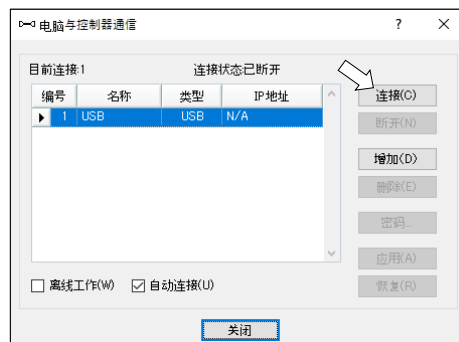 电脑与控制器通信
目前连接:1 连接状态已断开
编号 名称 类型 IP地址
1 USB USB N/A
连接(C)
断开(N)
增加(D)
删除(E)
密码...
应用(A)
恢复(R)
离线工作(W) 自动连接(U)
关闭